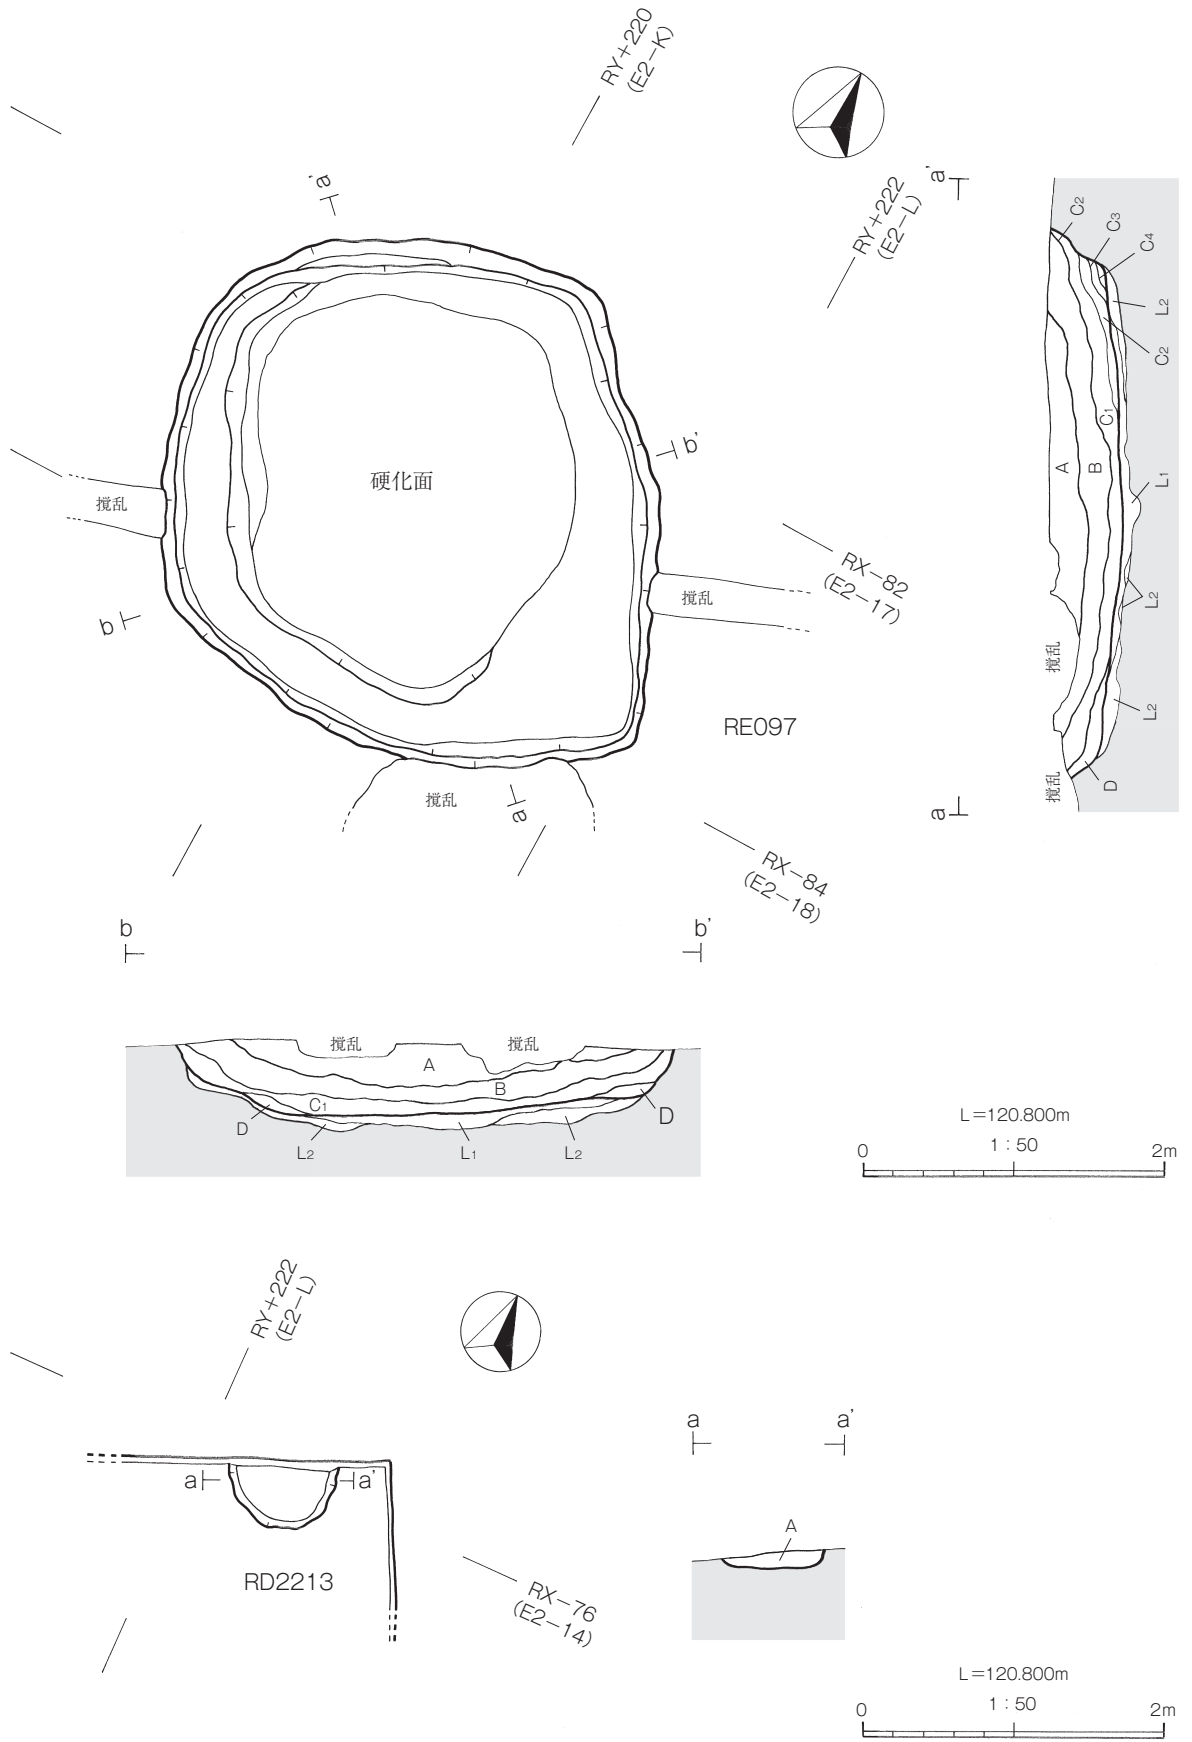 RY+220
(E2-K)
RY+222
(E2-L)
a'
a'
C2
C3
C4
L2
C2
C1
A
B
L1
L2
攪乱
L2
攪乱
D
a
b'
硬化面
攪乱
RX-82
(E2-17)
攪乱
b
RE097
攪乱
a
RX-84
(E2-18)
b
b'
攪乱
攪乱
A
B
C1
D
D
L2
L1
L2
L=120.800m
1:50
0
2m
RY+222
(E2-L)
a
a'
a
a'
A
RD2213
RX-76
(E2-14)
L=120.800m
1:50
0
2m